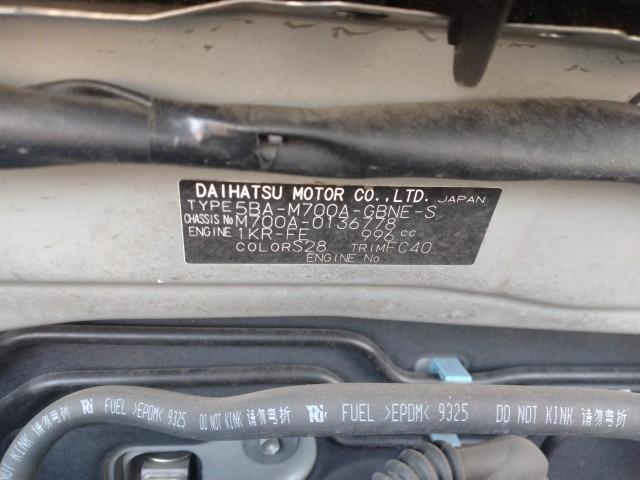 DAIHATSU MOTOR CO.,LTD. JAPAN
TYPE 5BA-M700A-GBNE-S
CHASSIS No M700A-0136778
ENGINE 1KR-FE 996 cc
COLOR S28 TRIM FC40
ENGINE No
FUEL >EPDM< 9325 DO NOT KINK 请勿弯折 FUEL >EPDM< 9325 DO NOT KINK 请勿弯折